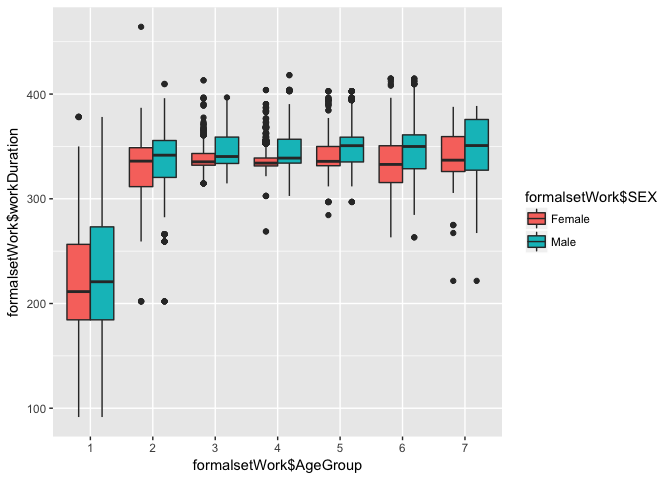 400
300
200
100
formalsetWork$workDuration
1 2 3 4 5 6 7
formalsetWork$AgeGroup
formalsetWork$SEX
Female
Male